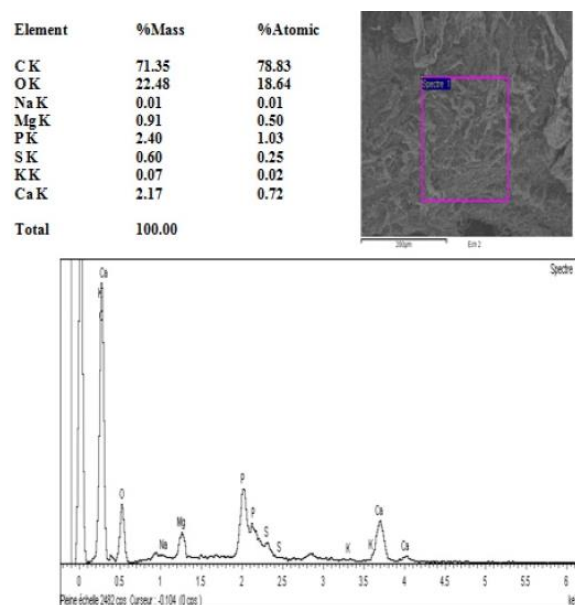 Element %Mass %Atomic
C K 71.35 78.83
O K 22.48 18.64
Na K 0.01 0.01
Mg K 0.91 0.50
P K 2.40 1.03
S K 0.60 0.25
K K 0.07 0.02
Ca K 2.17 0.72
Total 100.00
Spectre 1
200µm Ech 2
Spectre
Ca
K
C
O
Na
Mg
P
P
S
S
K
K
Ca
Ca
0 0.5 1 1.5 2 2.5 3 3.5 4 4.5 5 5.5 6
Pleine échelle 2482 cps Curseur : -0.104 (0 cps) ke